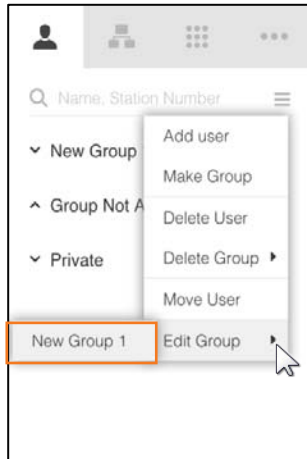 Name, Station Number
New Group
Group Not A
Private
Add user
Make Group
Delete User
Delete Group
Move User
Edit Group
New Group 1